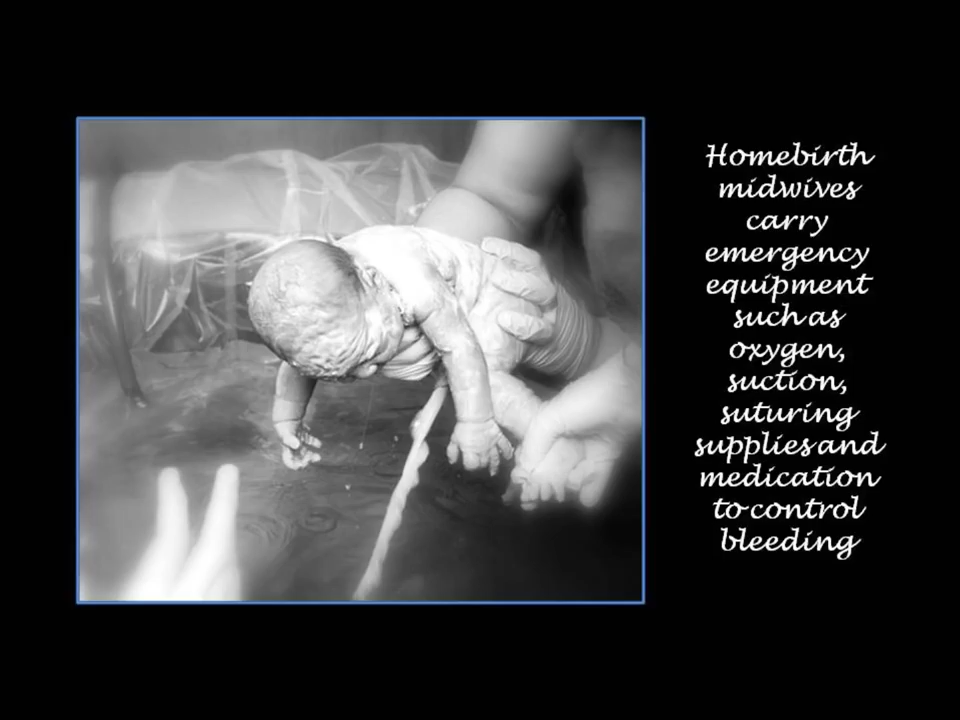 Homebirth
midwives
carry
emergency
equipment
such as
oxygen,
suction,
suturing
supplies and
medication
to control
bleeding